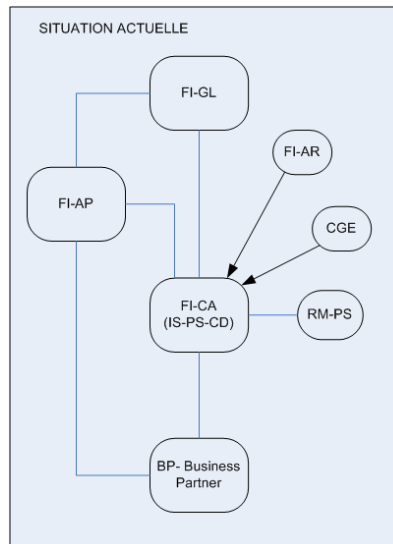 SITUATION ACTUELLE
FI-GL
FI-AR
FI-AP
CGE
FI-CA
(IS-PS-CD)
RM-PS
BP- Business
Partner